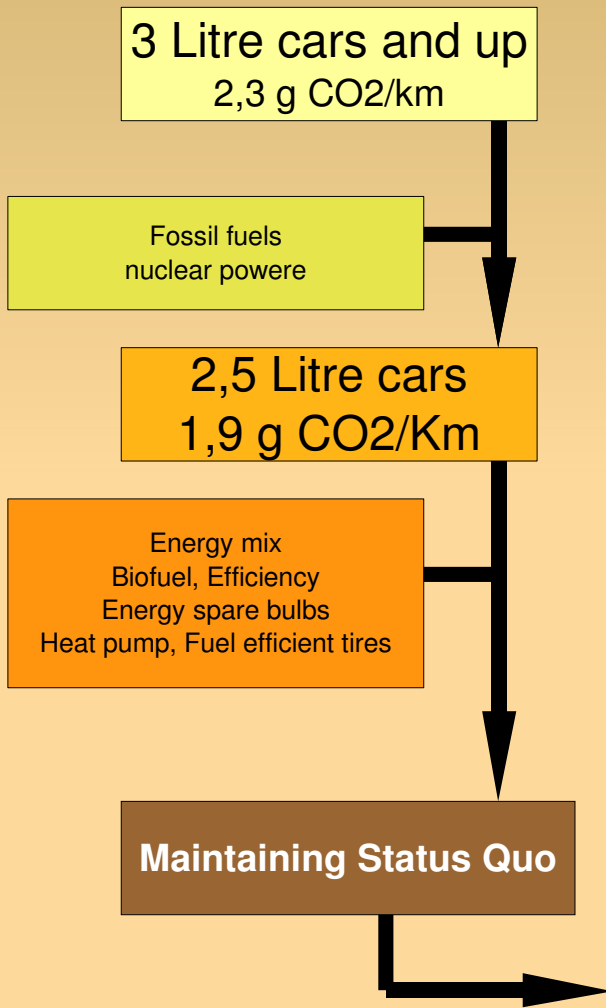 3 Litre cars and up
2,3 g CO2/km
Fossil fuels
nuclear powere
2,5 Litre cars
1,9 g CO2/Km
Energy mix
Biofuel, Efficiency
Energy spare bulbs
Heat pump, Fuel efficient tires
Maintaining Status Quo